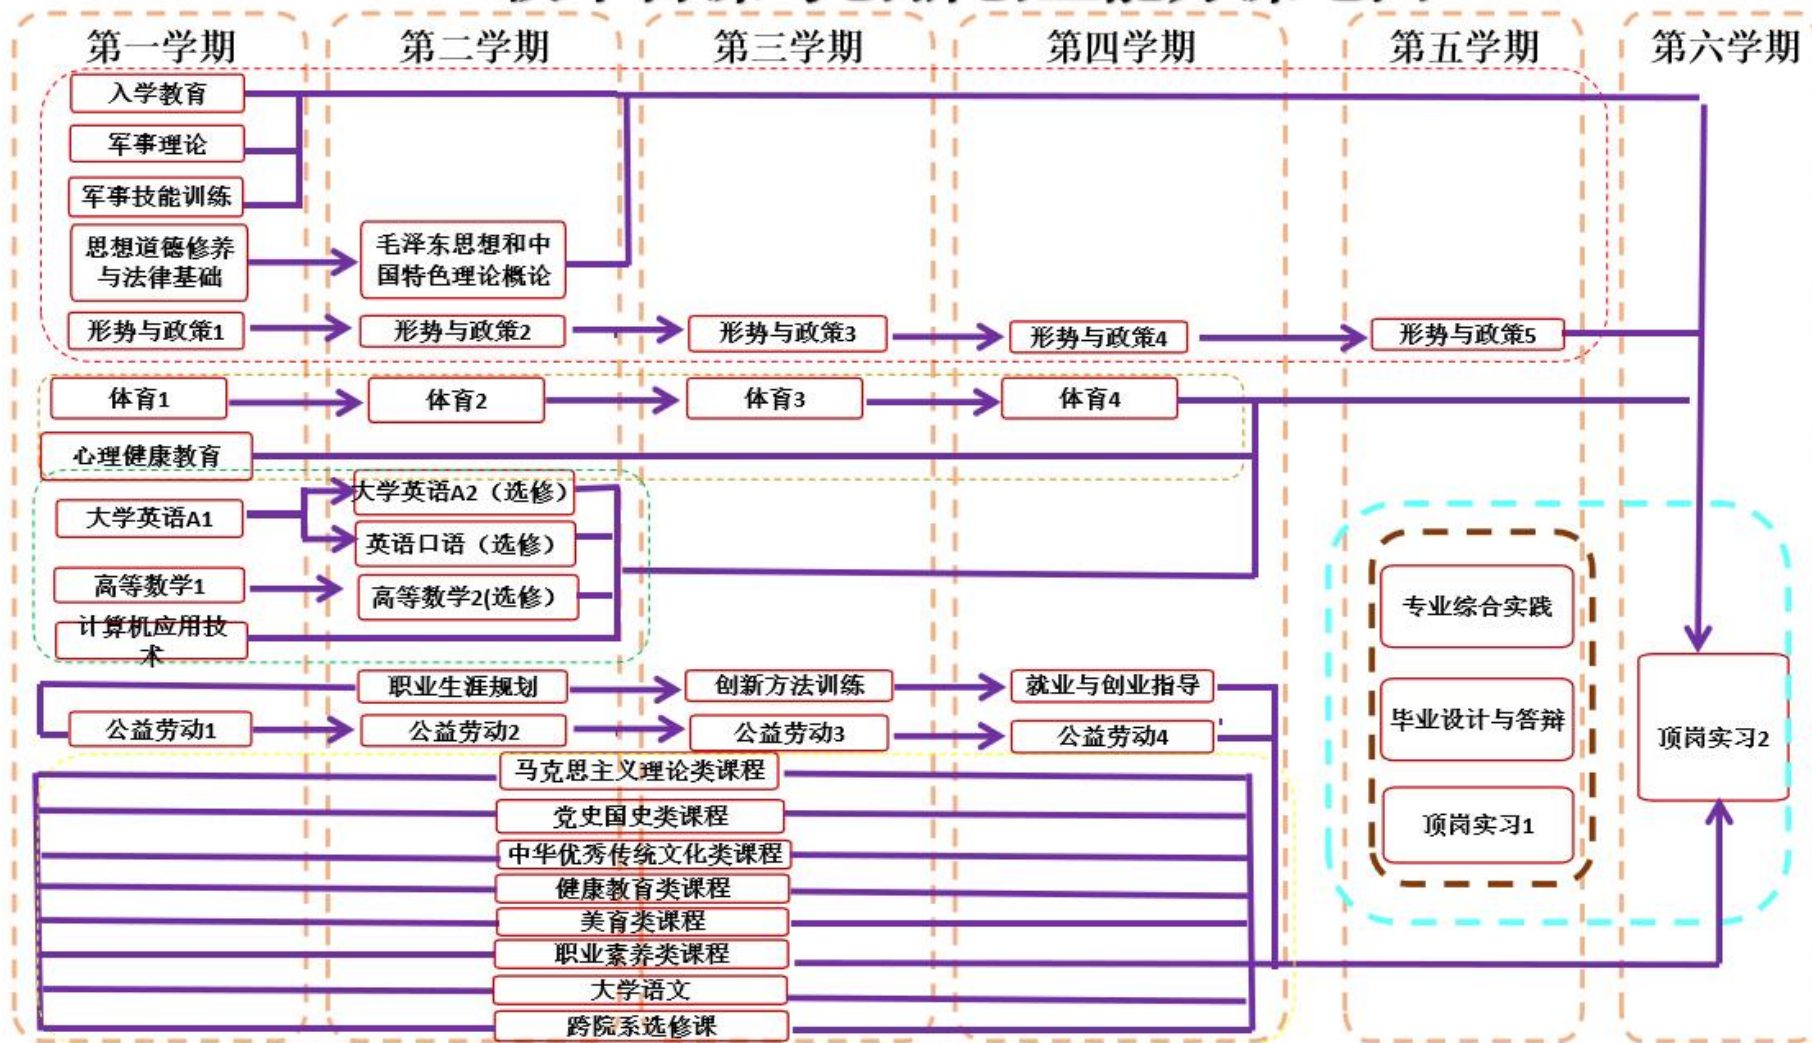 第一学期
第二学期
第三学期
第四学期
第五学期
第六学期
入学教育
军事理论
军事技能训练
思想道德修养
与法律基础
毛泽东思想和中
国特色理论概论
形势与政策1
形势与政策2
形势与政策3
形势与政策4
形势与政策5
体育1
体育2
体育3
体育4
心理健康教育
大学英语A1
大学英语A2（选修）
英语口语（选修）
高等数学1
高等数学2(选修）
计算机应用技
术
专业综合实践
毕业设计与答辩
顶岗实习1
顶岗实习2
职业生涯规划
创新方法训练
就业与创业指导
公益劳动1
公益劳动2
公益劳动3
公益劳动4
马克思主义理论类课程
党史国史类课程
中华优秀传统文化类课程
健康教育类课程
美育类课程
职业素养类课程
大学语文
跨院系选修课